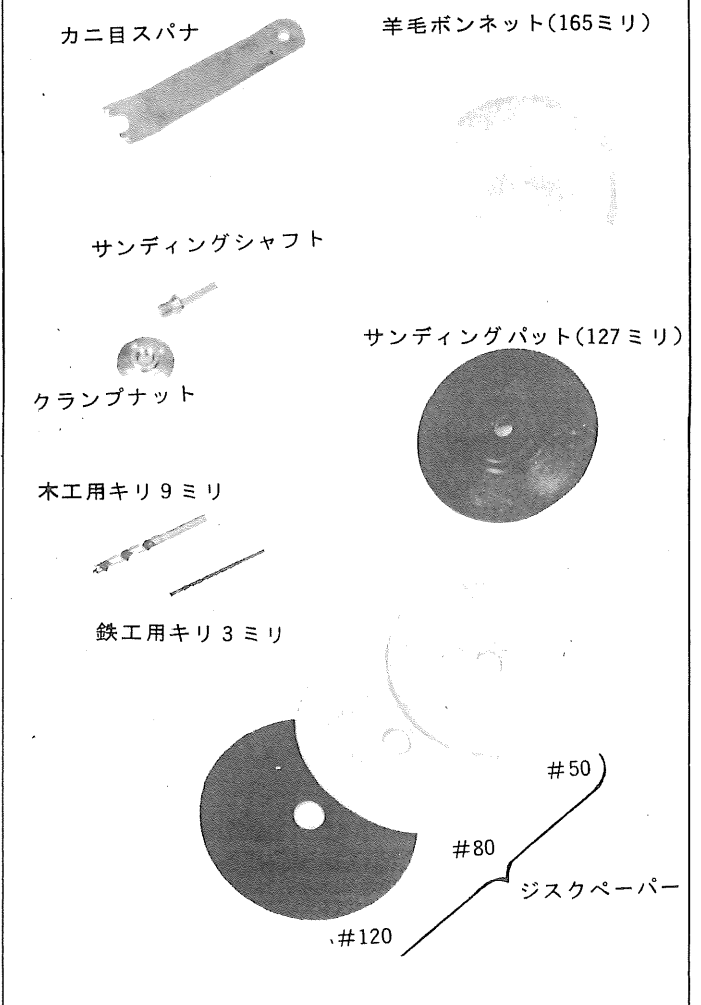 カニ目スパナ
羊毛ボンネット(165ミリ)
サンディングシャフト
サンディングパット(127ミリ)
クランプナット
木工用キリ9ミリ
鉄工用キリ3ミリ
#50
#80
ジスクペーパー
#120